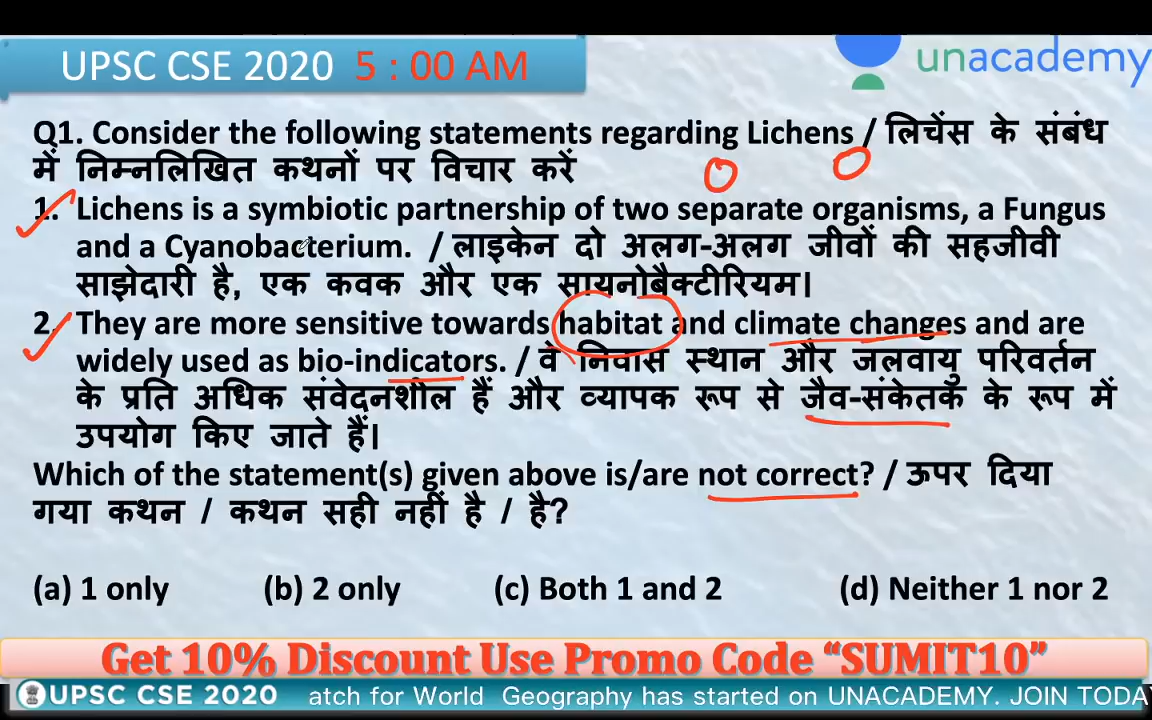 UPSC CSE 2020 5 : 00 AM
unacademy
Q1. Consider the following statements regarding Lichens / लिचेंस के संबंध
में निम्नलिखित कथनों पर विचार करें
1. Lichens is a symbiotic partnership of two separate organisms, a Fungus
and a Cyanobacterium. / लाइकेन दो अलग-अलग जीवों की सहजीवी
साझेदारी है, एक कवक और एक सायनोबैक्टीरियम।
2. They are more sensitive towards habitat and climate changes and are
widely used as bio-indicators. / वे निवास स्थान और जलवायु परिवर्तन
के प्रति अधिक संवेदनशील हैं और व्यापक रूप से जैव-संकेतक के रूप में
उपयोग किए जाते हैं।
Which of the statement(s) given above is/are not correct? / ऊपर दिया
गया कथन / कथन सही नहीं है / है?
(a) 1 only (b) 2 only (c) Both 1 and 2 (d) Neither 1 nor 2
Get 10% Discount Use Promo Code “SUMIT10”
UPSC CSE 2020 atch for World Geography has started on UNACADEMY. JOIN TODA